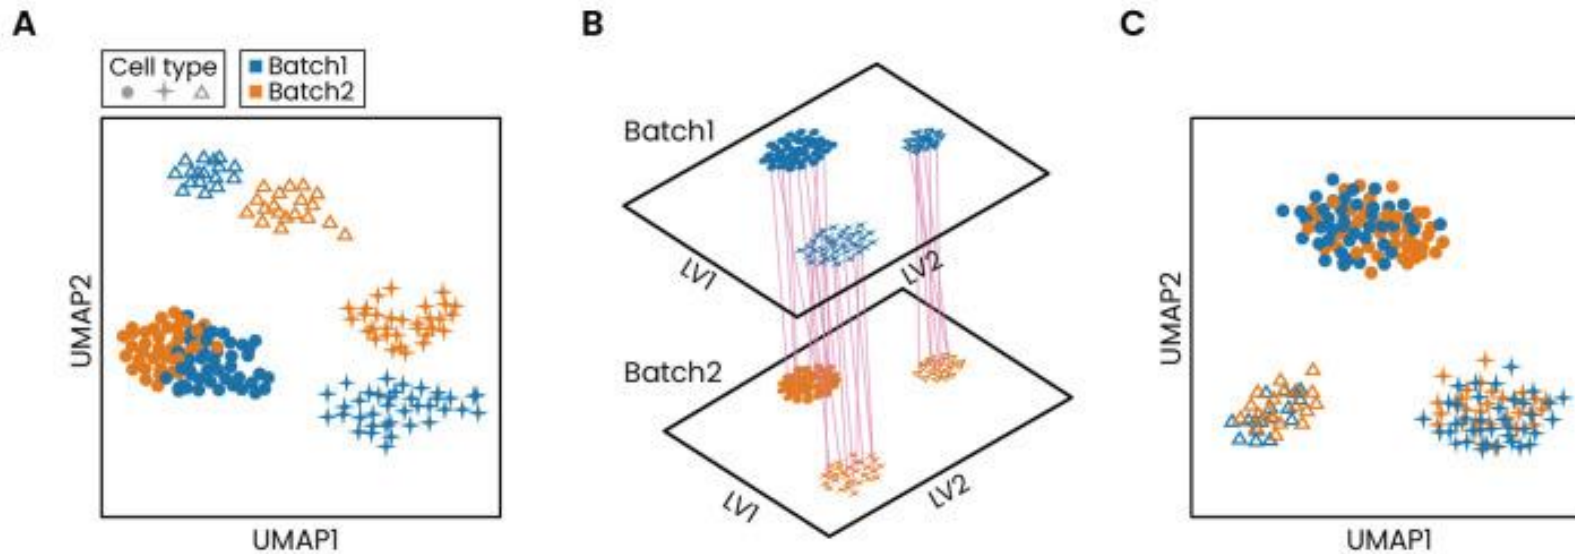 A
Cell type
Batch1
Batch2
UMAP2
UMAP1
B
Batch1
LV1
LV2
Batch2
LV1
LV2
C
UMAP2
UMAP1